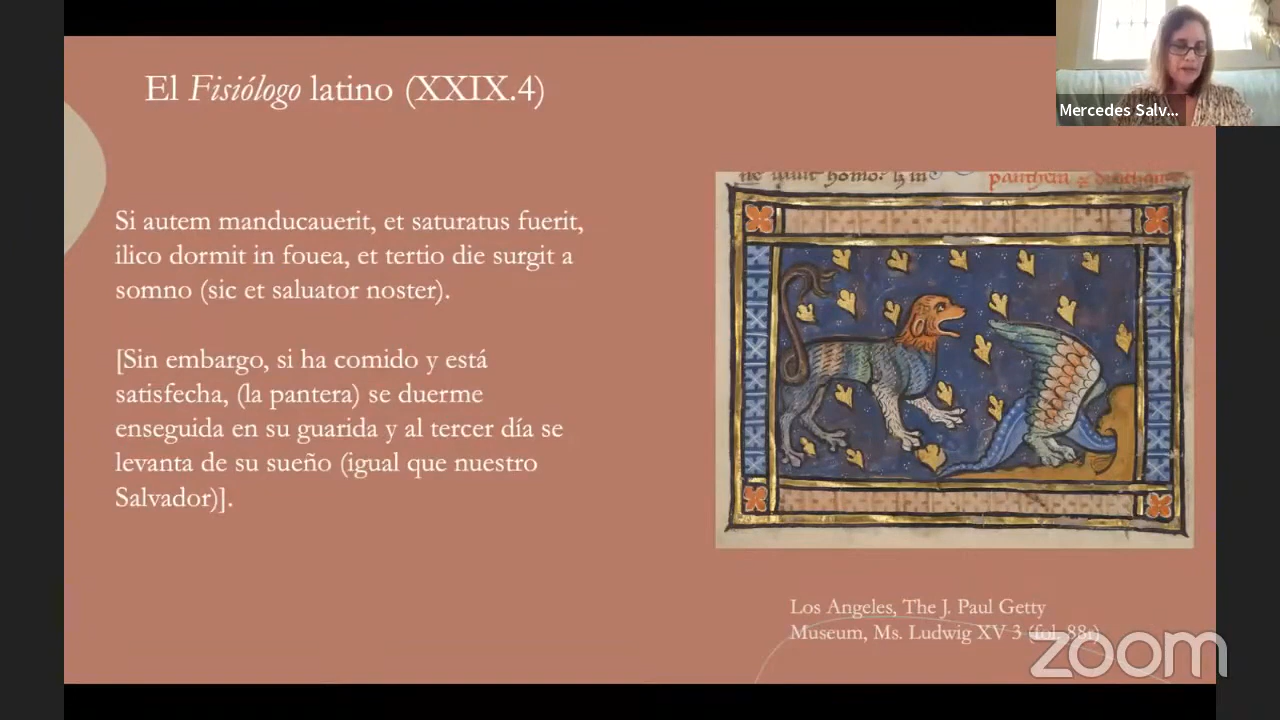 El Fisiólogo latino (XXIX.4)
Mercedes Salv...
Si autem manducauerit, et saturatus fuerit,
ilico dormit in fouea, et tertio die surgit a
somno (sic et saluator noster).
[Sin embargo, si ha comido y está
satisfecha, (la pantera) se duerme
enseguida en su guarida y al tercer día se
levanta de su sueño (igual que nuestro
Salvador)].
homo:
Los Angeles, The J. Paul Getty
Museum, Ms. Ludwig XV 3 (fol. 88r)
zoom